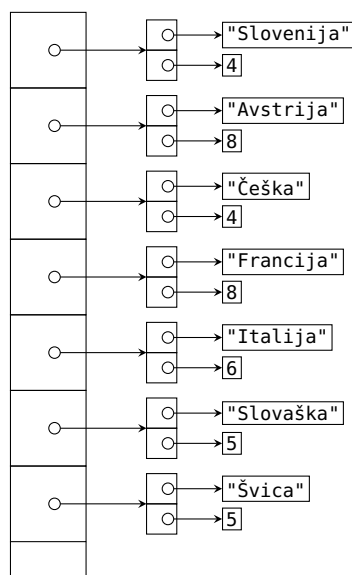 "Slovenija"
4
"Avstrija"
8
"Češka"
4
"Francija"
8
"Italija"
6
"Slovaška"
5
"Švica"
5